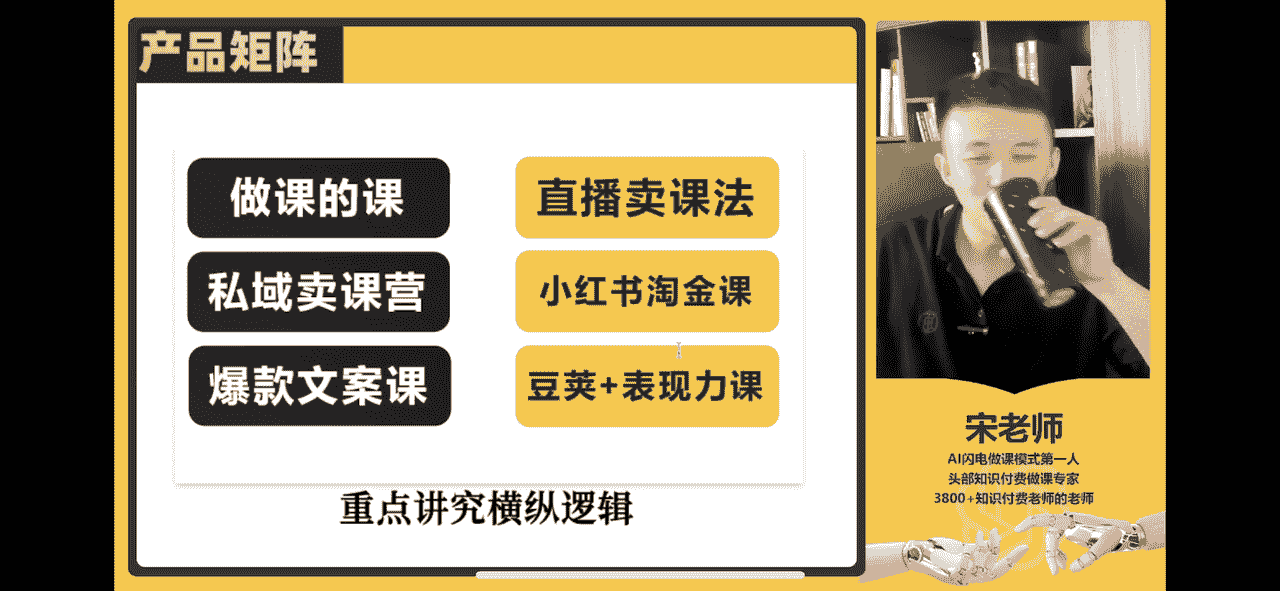 产品矩阵
做课的课
直播卖课法
私域卖课营
小红书淘金课
爆款文案课
豆荚+表现力课
重点讲究横纵逻辑
宋老师
AI闪电做课模式第一人
头部知识付费做课专家
3800+知识付费老师的老师